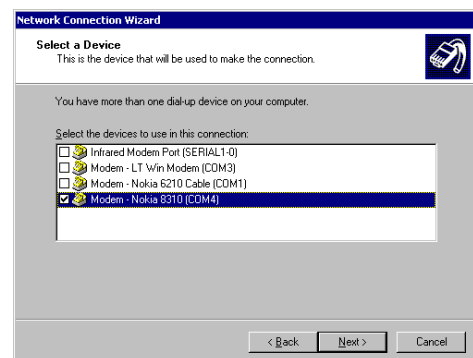 Network Connection Wizard
Select a Device
This is the device that will be used to make the connection.
You have more than one dial-up device on your computer.
Select the devices to use in this connection:
Infrared Modem Port (SERIAL1-0)
Modem - LT Win Modem (COM3)
Modem - Nokia 6210 Cable (COM1)
Modem - Nokia 8310 (COM4)
< Back
Next >
Cancel